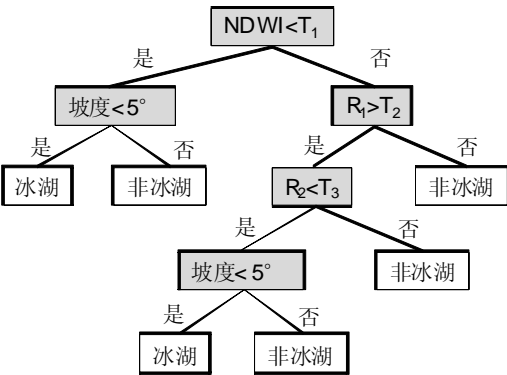 NDWI<T₁
是 否
坡度<5° R₁>T₂
是 否 是 否
冰湖 非冰湖 R₂<T₃ 非冰湖
是 否
坡度<5° 非冰湖
是 否
冰湖 非冰湖